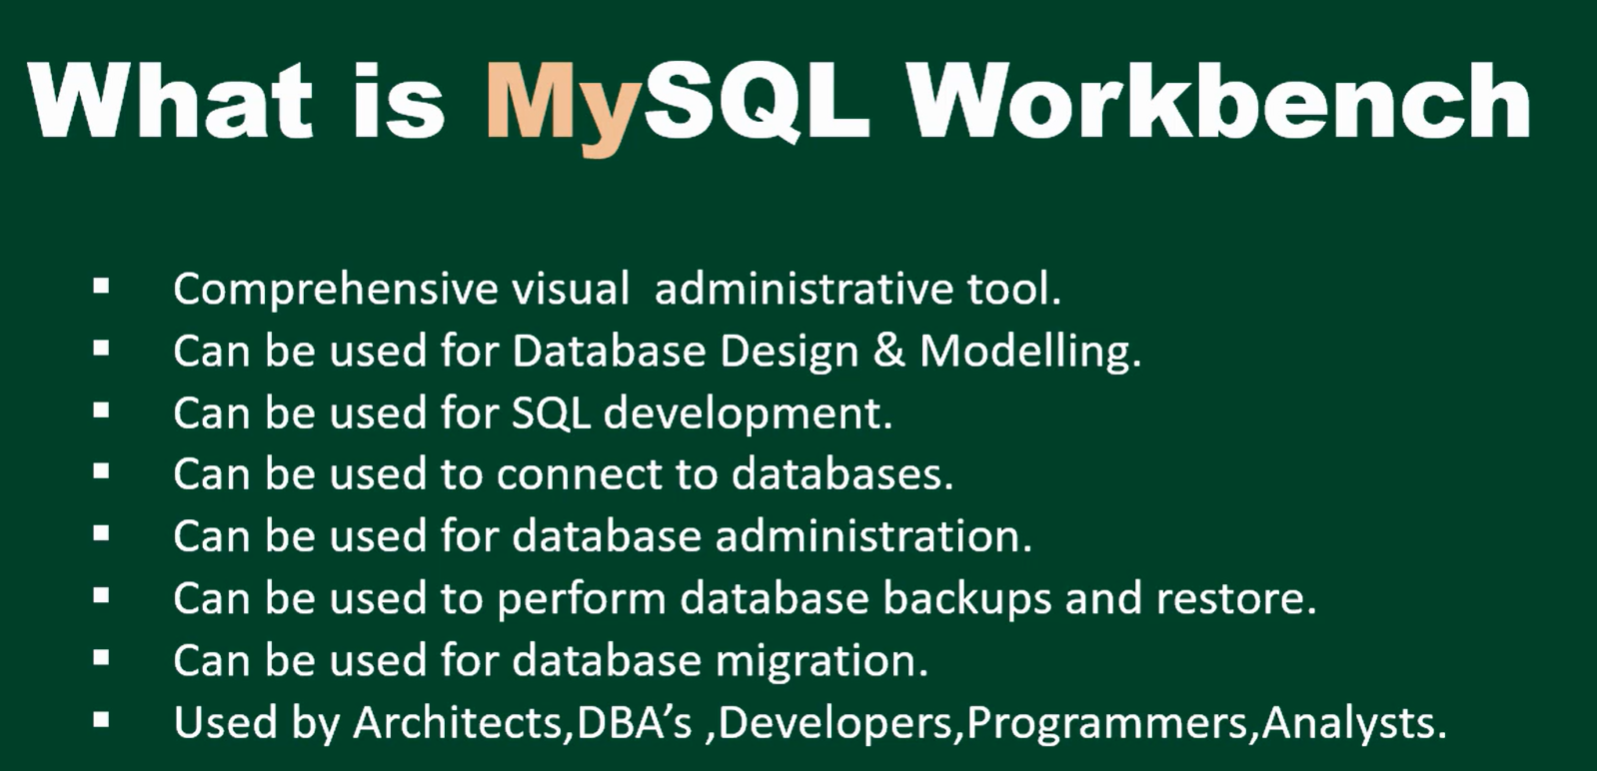 What is MySQL Workbench
▪ Comprehensive visual  administrative tool.
▪ Can be used for Database Design & Modelling.
▪ Can be used for SQL development.
▪ Can be used to connect to databases.
▪ Can be used for database administration.
▪ Can be used to perform database backups and restore.
▪ Can be used for database migration.
▪ Used by Architects,DBA’s ,Developers,Programmers,Analysts.